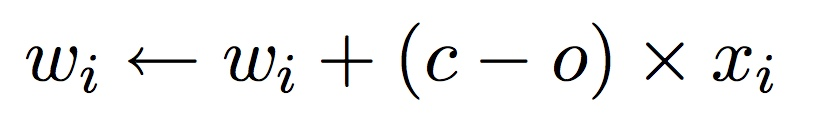 wᵢ ← wᵢ + (c − o) × xᵢ